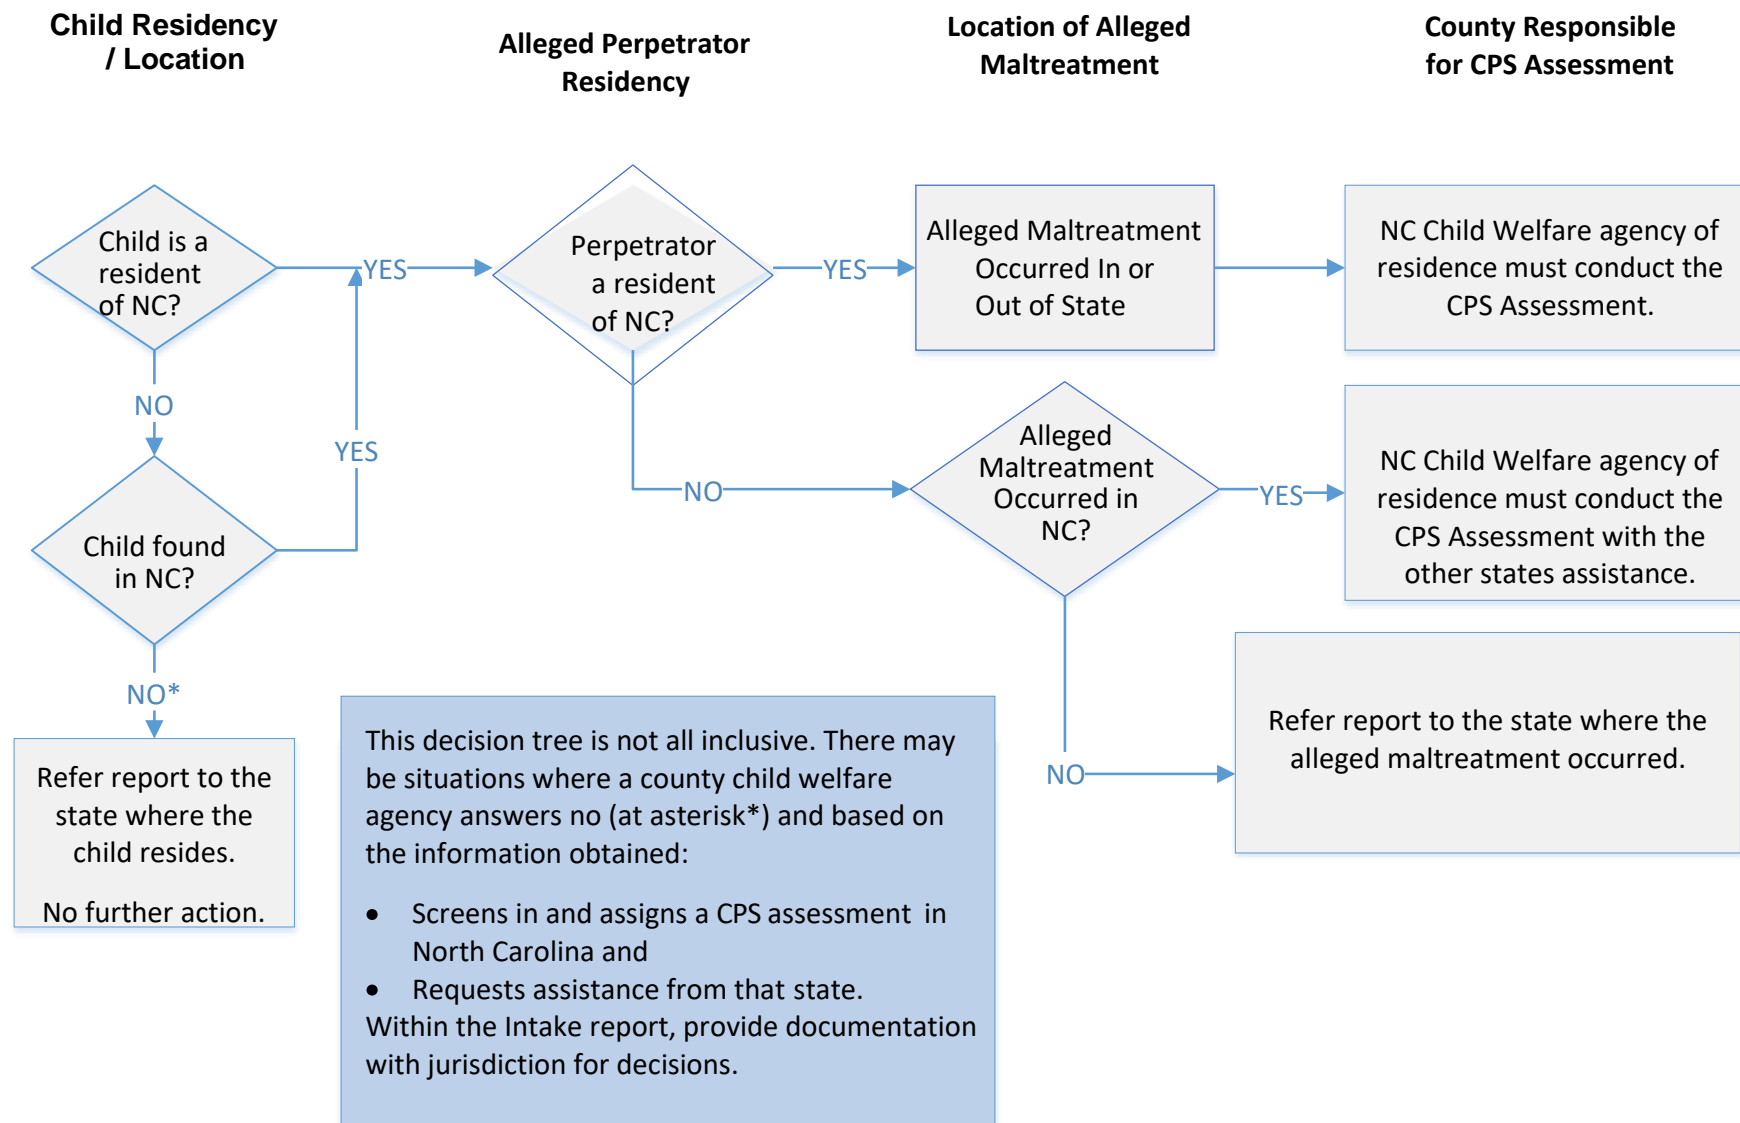 Child Residency
/ Location
Alleged Perpetrator
Residency
Location of Alleged
Maltreatment
County Responsible
for CPS Assessment
Child is a
resident
of NC?
YES
Perpetrator
a resident
of NC?
YES
Alleged Maltreatment
Occurred In or
Out of State
NC Child Welfare agency of
residence must conduct the
CPS Assessment.
NO
YES
Child found
in NC?
NO
Alleged
Maltreatment
Occurred in
NC?
YES
NC Child Welfare agency of
residence must conduct the
CPS Assessment with the
other states assistance.
NO*
Refer report to the
state where the
child resides.
No further action.
This decision tree is not all inclusive. There may
be situations where a county child welfare
agency answers no (at asterisk*) and based on
the information obtained:
• Screens in and assigns a CPS assessment in
North Carolina and
• Requests assistance from that state.
Within the Intake report, provide documentation
with jurisdiction for decisions.
NO
Refer report to the state where the
alleged maltreatment occurred.